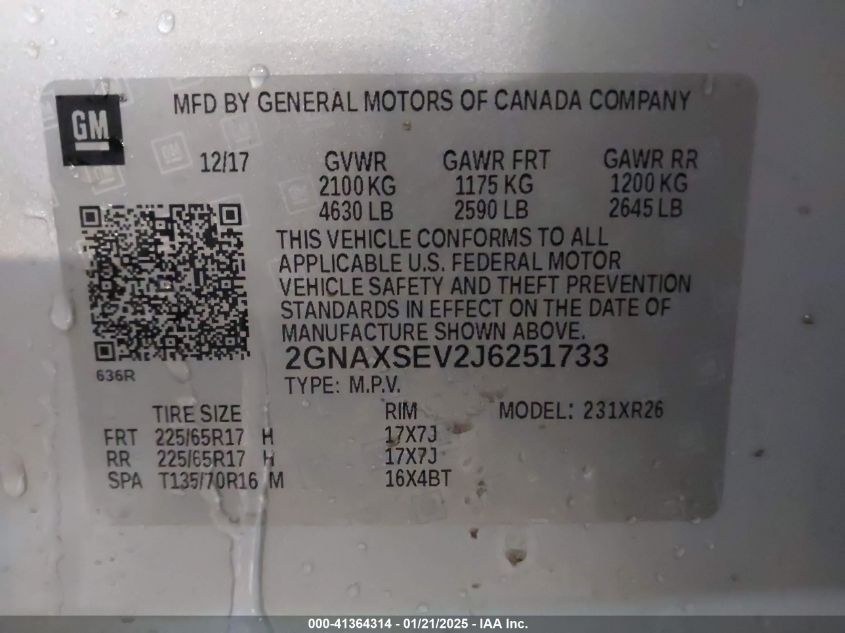 MFD BY GENERAL MOTORS OF CANADA COMPANY
GM
12/17 GVWR GAWR FRT GAWR RR
2100 KG 1175 KG 1200 KG
4630 LB 2590 LB 2645 LB
THIS VEHICLE CONFORMS TO ALL
APPLICABLE U.S. FEDERAL MOTOR
VEHICLE SAFETY AND THEFT PREVENTION
STANDARDS IN EFFECT ON THE DATE OF
MANUFACTURE SHOWN ABOVE.
2GNAXSEV2J6251733
636R
TYPE: M.P.V.
TIRE SIZE RIM MODEL: 231XR26
FRT 225/65R17 H 17X7J
RR 225/65R17 H 17X7J
SPA T135/70R16 M 16X4BT
000-41364314 - 01/21/2025 - IAA Inc.